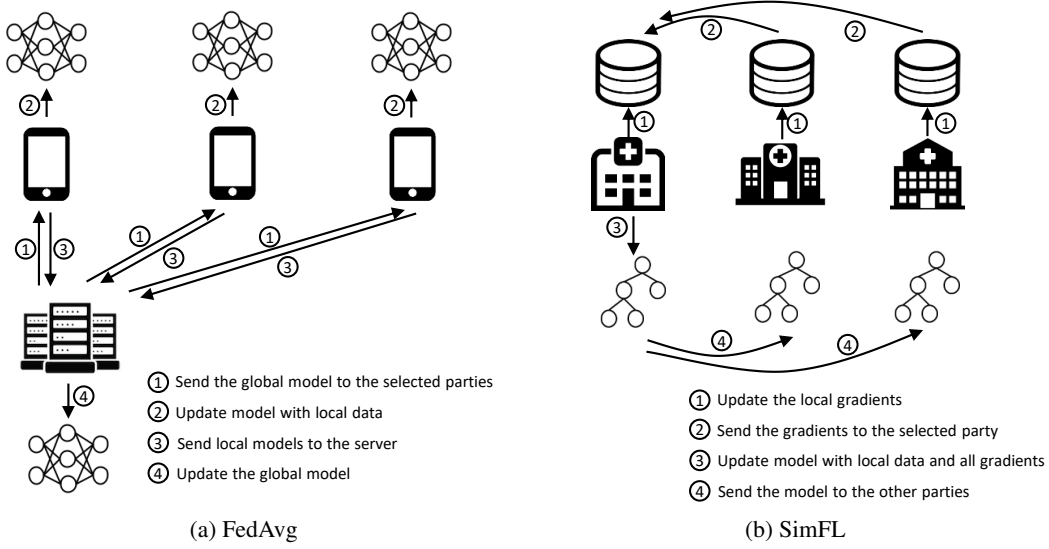 ② ② ②
① ③ ① ③ ① ③
④
① Send the global model to the selected parties
② Update model with local data
③ Send local models to the server
④ Update the global model
(a) FedAvg
② ②
① ① ①
③
④ ④
① Update the local gradients
② Send the gradients to the selected party
③ Update model with local data and all gradients
④ Send the model to the other parties
(b) SimFL